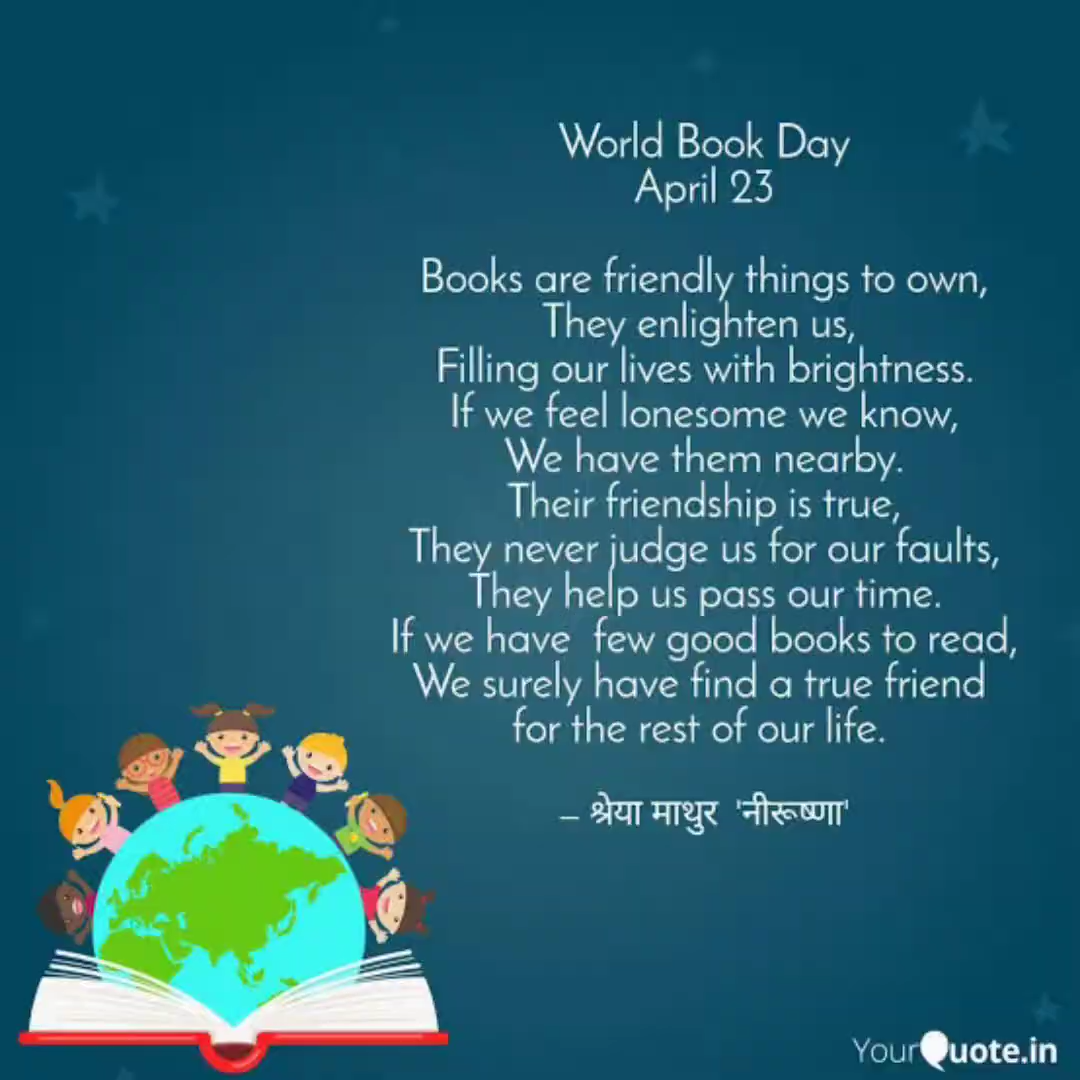 World Book Day
April 23
Books are friendly things to own,
They enlighten us,
Filling our lives with brightness.
If we feel lonesome we know,
We have them nearby.
Their friendship is true,
They never judge us for our faults,
They help us pass our time.
If we have  few good books to read,
We surely have find a true friend
for the rest of our life.
– श्रेया माथुर  'नीरूष्णा'
YourQuote.in